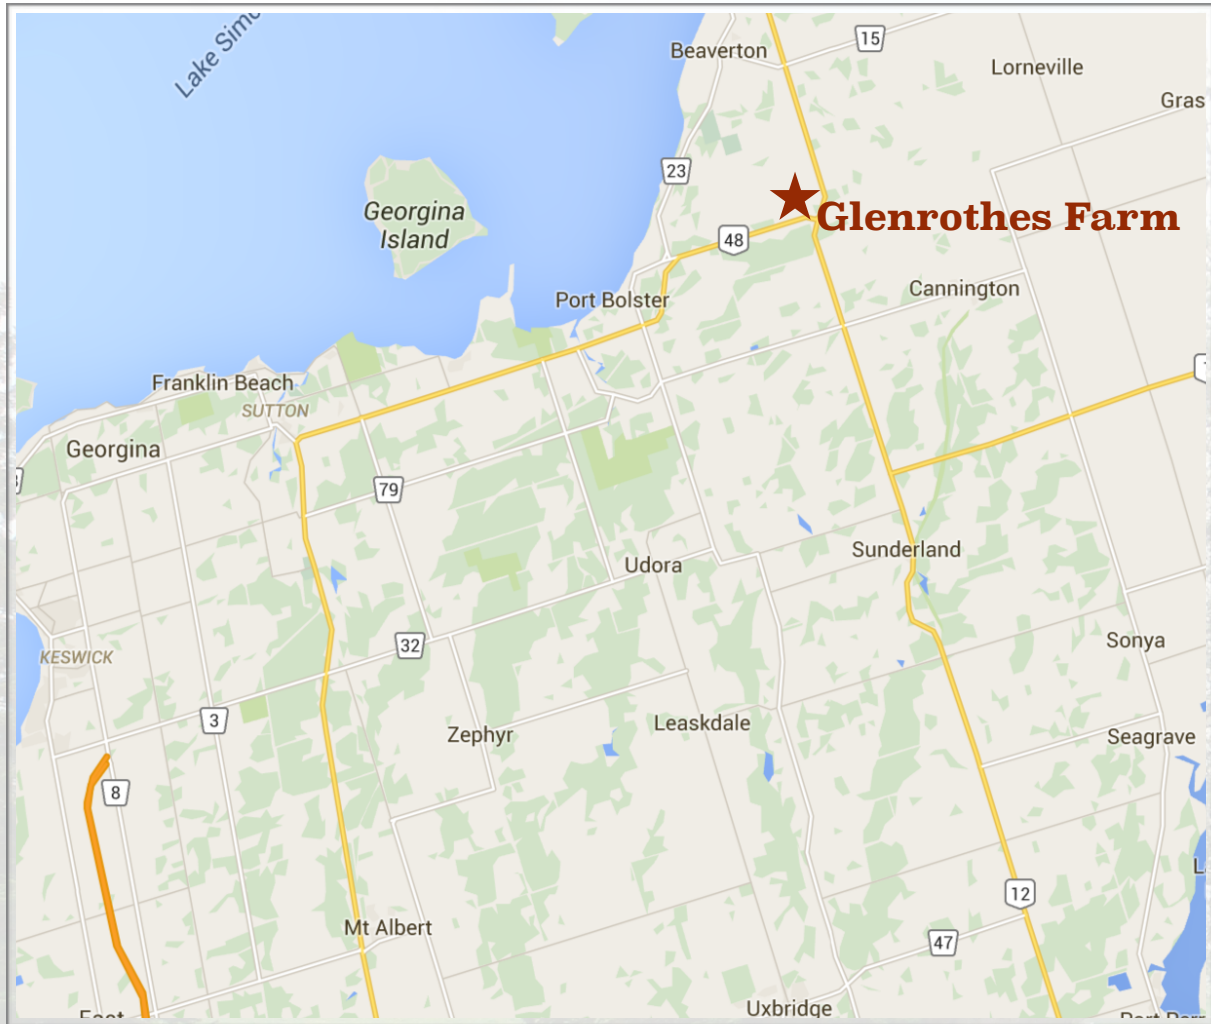 Lake Simc
Beaverton
15
Lorneville
Gras
23
Georgina
Island
Glenrothes Farm
48
Cannington
Port Bolster
Franklin Beach
SUTTON
Georgina
79
Sunderland
Udora
32
KESWICK
Sonya
3
Leaskdale
Zephyr
Seagrave
8
12
Mt Albert
47
Uxbridge